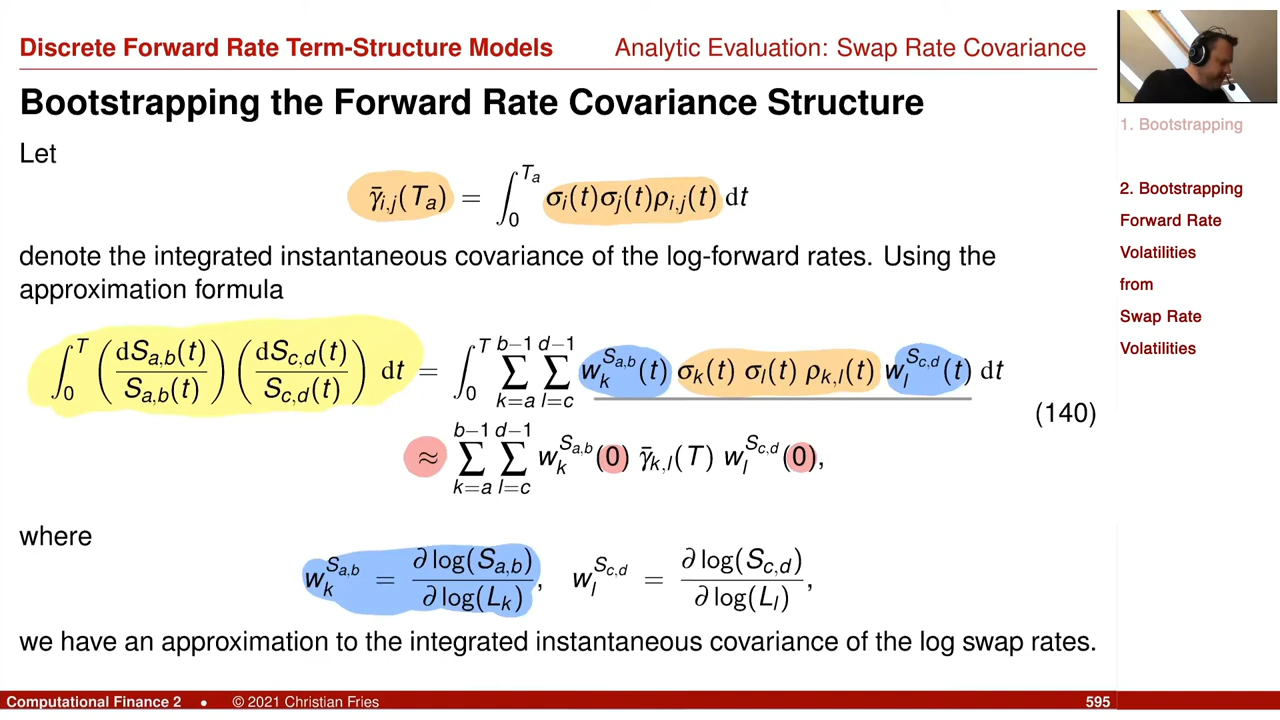 Discrete Forward Rate Term-Structure Models
Analytic Evaluation: Swap Rate Covariance
Bootstrapping the Forward Rate Covariance Structure
Let
γ̄_{i,j}(T_a) = ∫_0^{T_a} σ_i(t)σ_j(t)ρ_{i,j}(t) dt
denote the integrated instantaneous covariance of the log-forward rates. Using the
approximation formula
∫_0^T (dS_{a,b}(t)/S_{a,b}(t)) (dS_{c,d}(t)/S_{c,d}(t)) dt = ∫_0^T ∑_{k=a}^{b−1} ∑_{l=c}^{d−1} w_k^{S_{a,b}}(t) σ_k(t) σ_l(t) ρ_{k,l}(t) w_l^{S_{c,d}}(t) dt
(140)
≈ ∑_{k=a}^{b−1} ∑_{l=c}^{d−1} w_k^{S_{a,b}}(0) γ̄_{k,l}(T) w_l^{S_{c,d}}(0),
where
w_k^{S_{a,b}} = ∂ log(S_{a,b})/∂ log(L_k), w_l^{S_{c,d}} = ∂ log(S_{c,d})/∂ log(L_l),
we have an approximation to the integrated instantaneous covariance of the log swap rates.
1. Bootstrapping
2. Bootstrapping
Forward Rate
Volatilities
from
Swap Rate
Volatilities
Computational Finance 2 • © 2021 Christian Fries
595